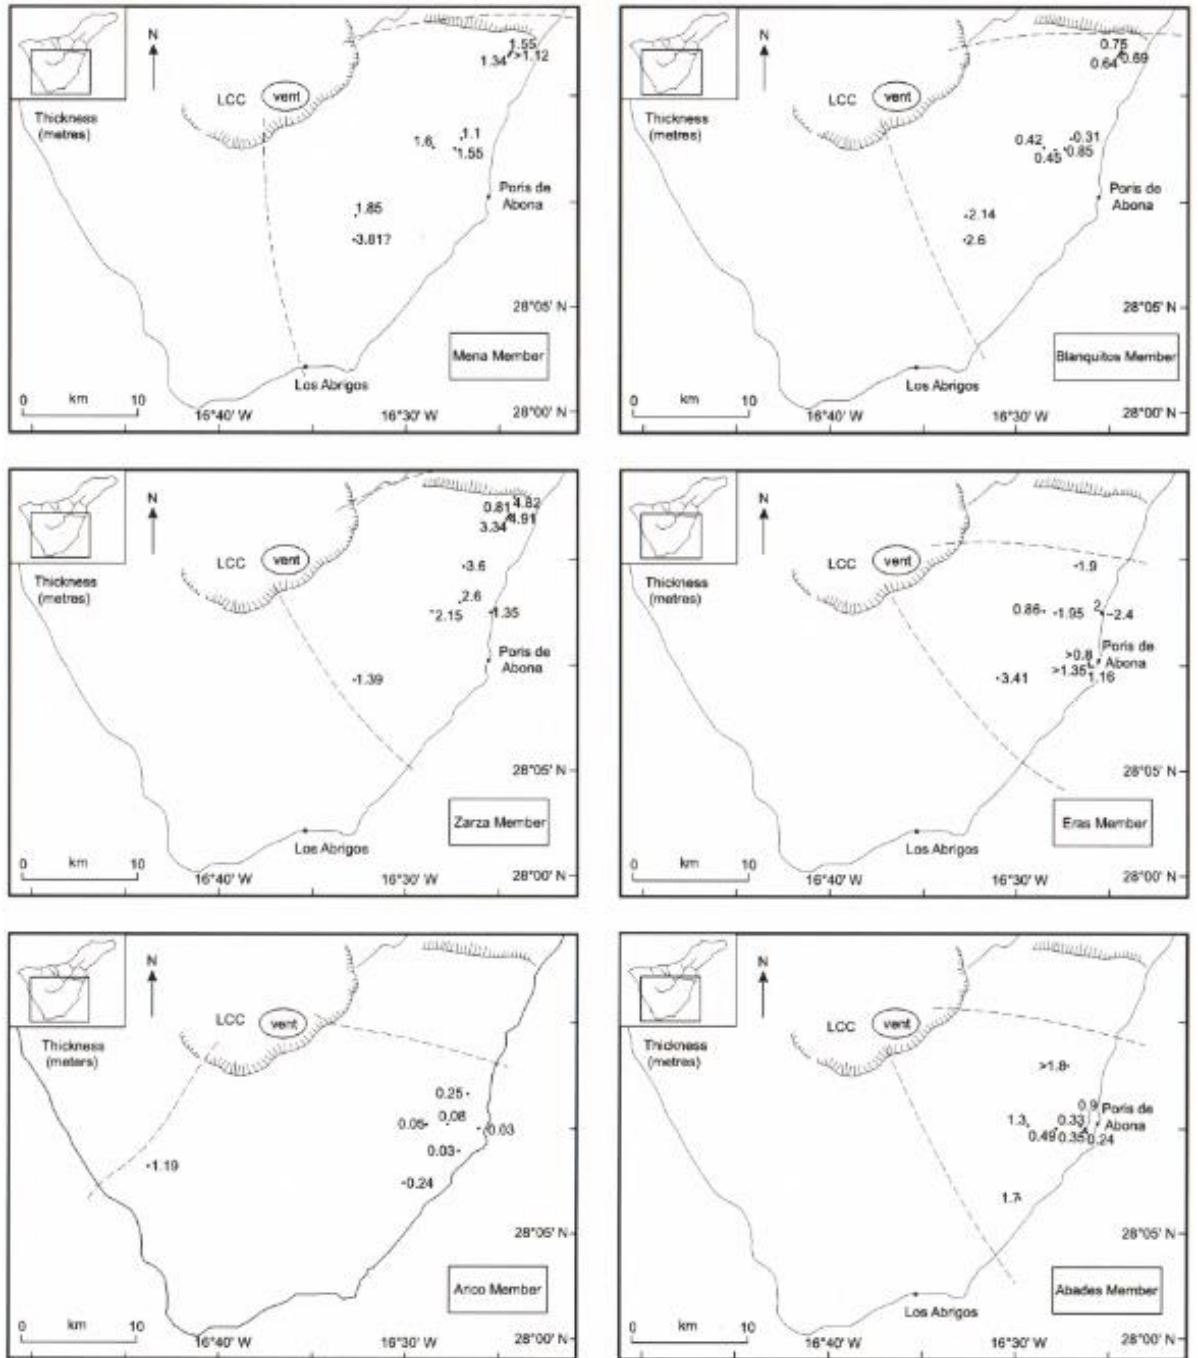 N
1.55
1.34 >1.12
LCC vent
Thickness
(metres)
1.6 1.1
1.55
Poris de
Abona
1.85
3.81?
28°05' N
Mena Member
Los Abrigos
0 km 10
16°40' W 16°30' W 28°00' N
N
0.75
0.64 0.69
LCC vent
Thickness
(metres)
0.42 0.31
0.45 0.85
Poris de
Abona
2.14
2.6
28°05' N
Blanquitos Member
Los Abrigos
0 km 10
16°40' W 16°30' W 28°00' N
N
0.81 4.82
3.34 4.91
LCC vent
Thickness
(metres)
3.6
2.6
2.15 1.35
Poris de
Abona
1.39
28°05' N
Zarza Member
Los Abrigos
0 km 10
16°40' W 16°30' W 28°00' N
N
LCC vent
1.9
Thickness
(metres)
0.86 1.95 2 2.4
Poris de
>0.8 Abona
>1.35 1.16
3.41
28°05' N
Eras Member
Los Abrigos
0 km 10
16°40' W 16°30' W 28°00' N
N
LCC vent
Thickness
(meters)
0.25
0.05 0.08 0.03
0.03
1.19
0.24
28°05' N
Arico Member
0 km 10
16°40' W 16°30' W 28°00' N
N
LCC vent
Thickness
(metres)
>1.8
0.9 Poris de
Abona
1.3 0.33
0.49 0.35 0.24
1.7
28°05' N
Abades Member
Los Abrigos
0 km 10
16°40' W 16°30' W 28°00' N